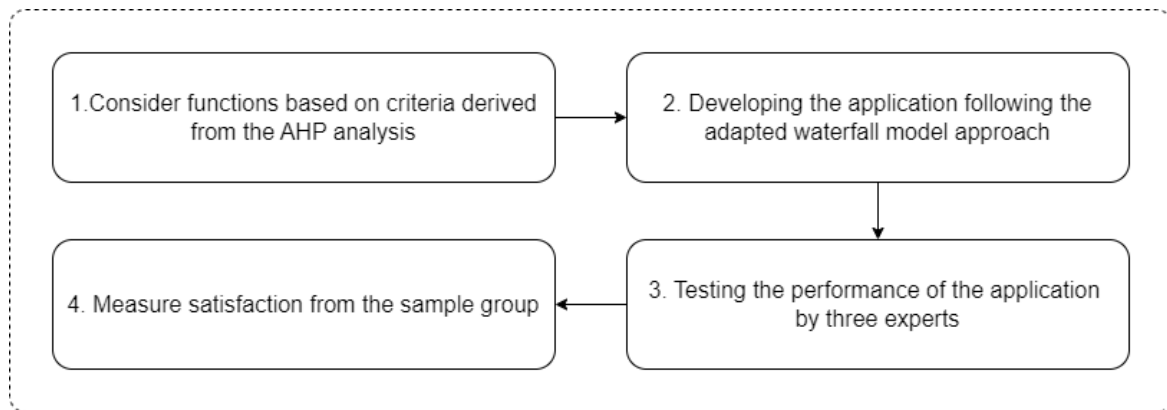 1.Consider functions based on criteria derived
from the AHP analysis
2. Developing the application following the
adapted waterfall model approach
3. Testing the performance of the application
by three experts
4. Measure satisfaction from the sample group